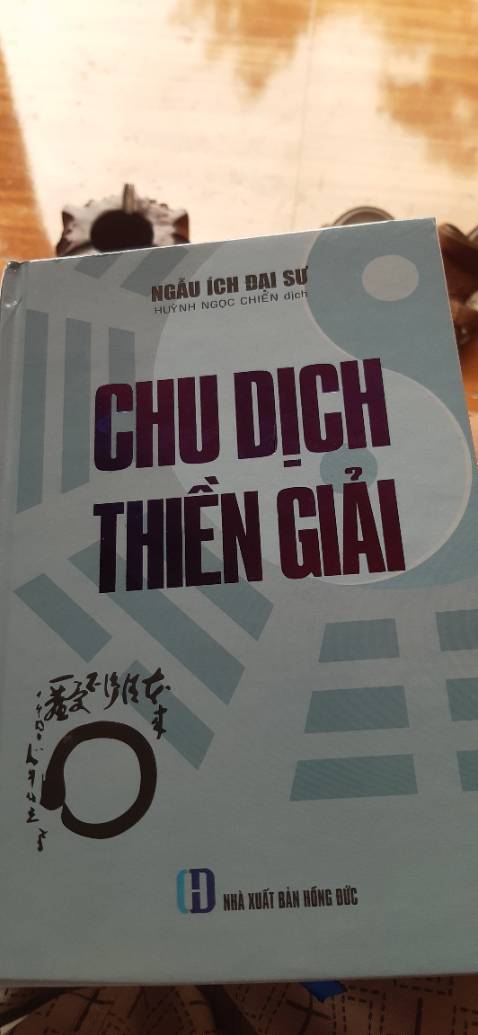 NGẪU ÍCH ĐẠI SƯ
HUỲNH NGỌC CHIẾN dịch
CHU DỊCH
THIỀN GIẢI
NHÀ XUẤT BẢN HỒNG ĐỨC